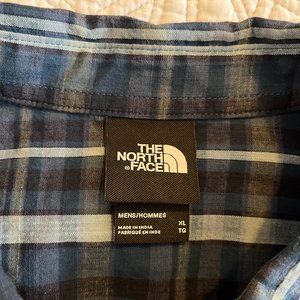 THE
NORTH
FACE
MENS/HOMMES
MADE IN INDIA
FABRIQUÉ EN INDE
XL
TG